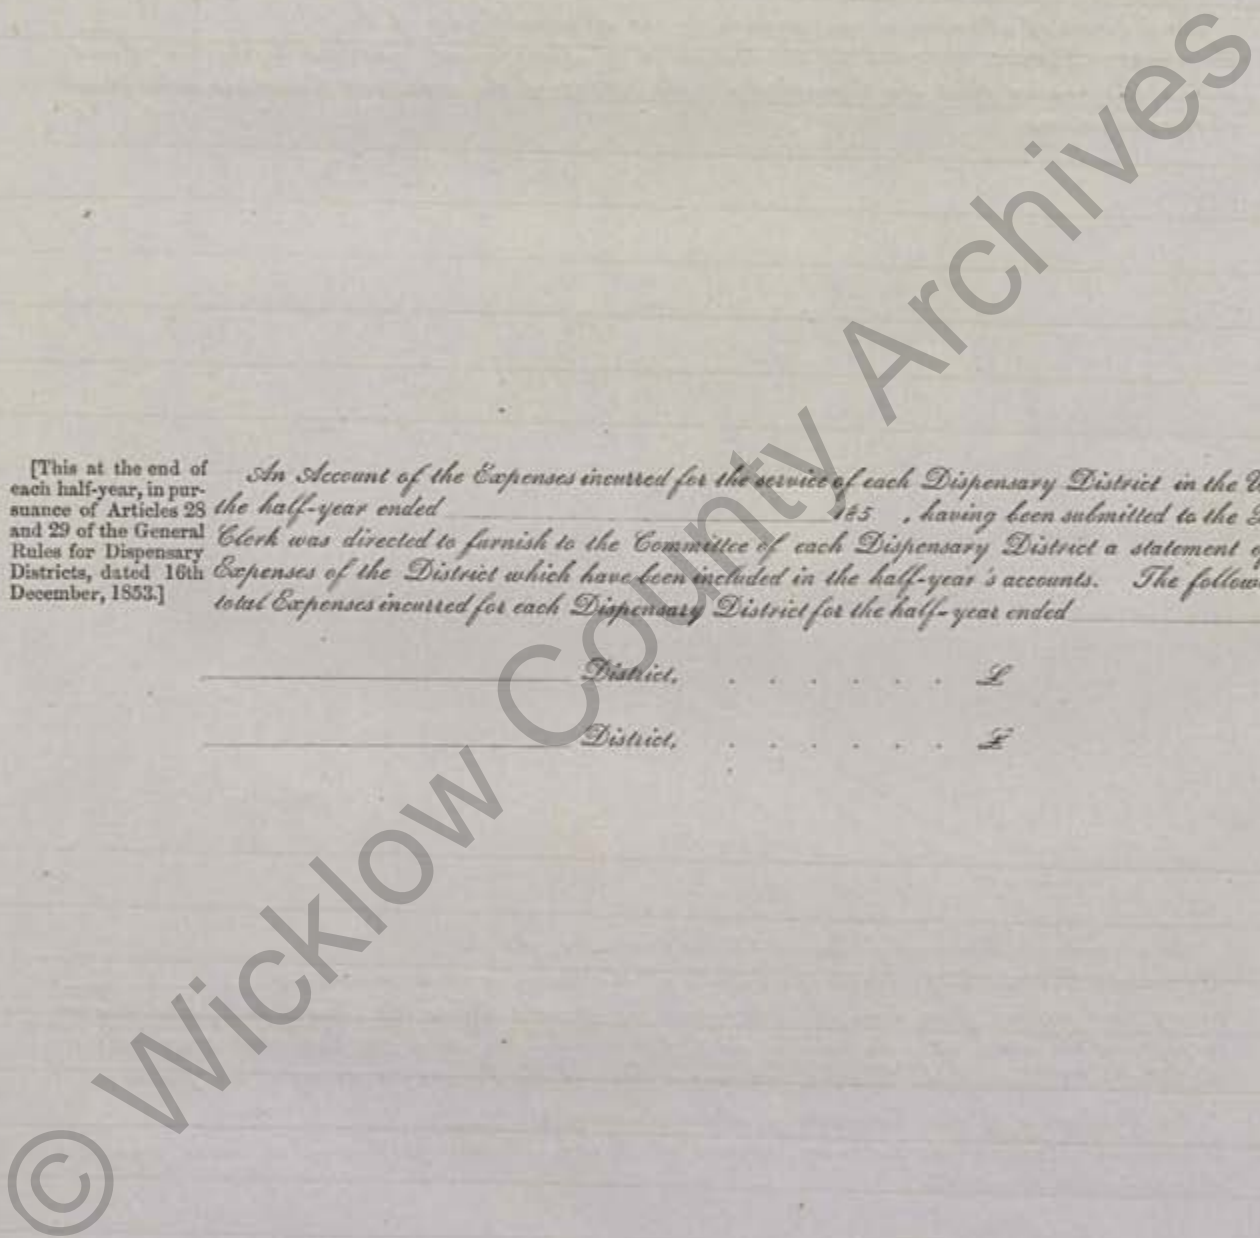 [This at the end of
each half-year, in pur-
suance of Articles 28
and 29 of the General
Rules for Dispensary
Districts, dated 16th
December, 1853.]
An Account of the Expenses incurred for the service of each Dispensary District in the
the half-year ended 185 , having been submitted to the
Clerk was directed to furnish to the Committee of each Dispensary District a statement
Expenses of the District which have been included in the half-year's accounts. The
total Expenses incurred for each Dispensary District for the half-year ended
District, . . . . . . £
District, . . . . . . £
© Wicklow County Archives